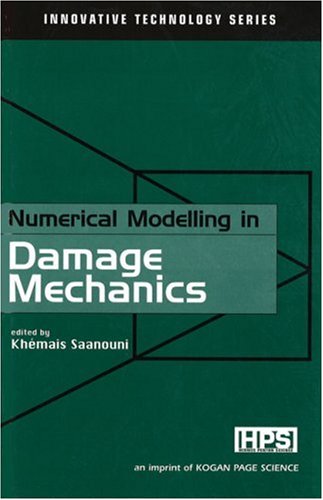 INNOVATIVE TECHNOLOGY SERIES
Numerical Modelling in
Damage
Mechanics
edited by
Khémais Saanouni
HPS
HERMES PENTON SCIENCE
an imprint of KOGAN PAGE SCIENCE